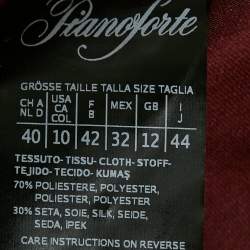 Pianoforte
GRÖSSE TAILLE TALLA SIZE TAGLIA
CH A NL D USA CA COL F B MEX GB I J
40 10 42 32 12 44
TESSUTO- TISSU- CLOTH- STOFF-
TEJIDO- TECIDO- KUMAŞ
70% POLIESTERE, POLYESTER,
POLIESTER, POLYESTER,
30% SETA, SOIE, SILK, SEIDE,
SEDA, İPEK
CARE INSTRUCTIONS ON REVERSE